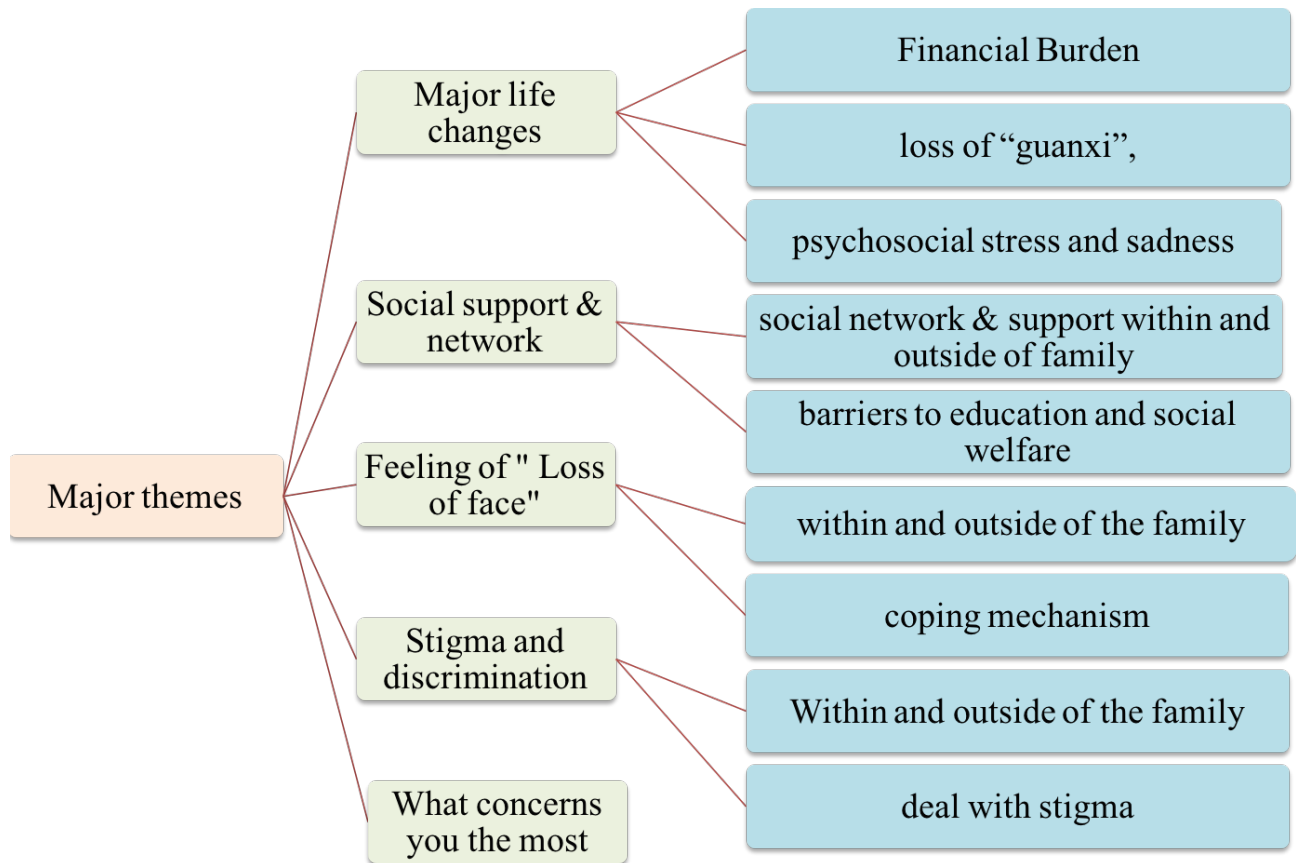 Major themes
Major life
changes
Financial Burden
loss of “guanxi”,
psychosocial stress and sadness
Social support &
network
social network & support within and
outside of family
barriers to education and social
welfare
Feeling of " Loss
of face"
within and outside of the family
coping mechanism
Stigma and
discrimination
Within and outside of the family
deal with stigma
What concerns
you the most